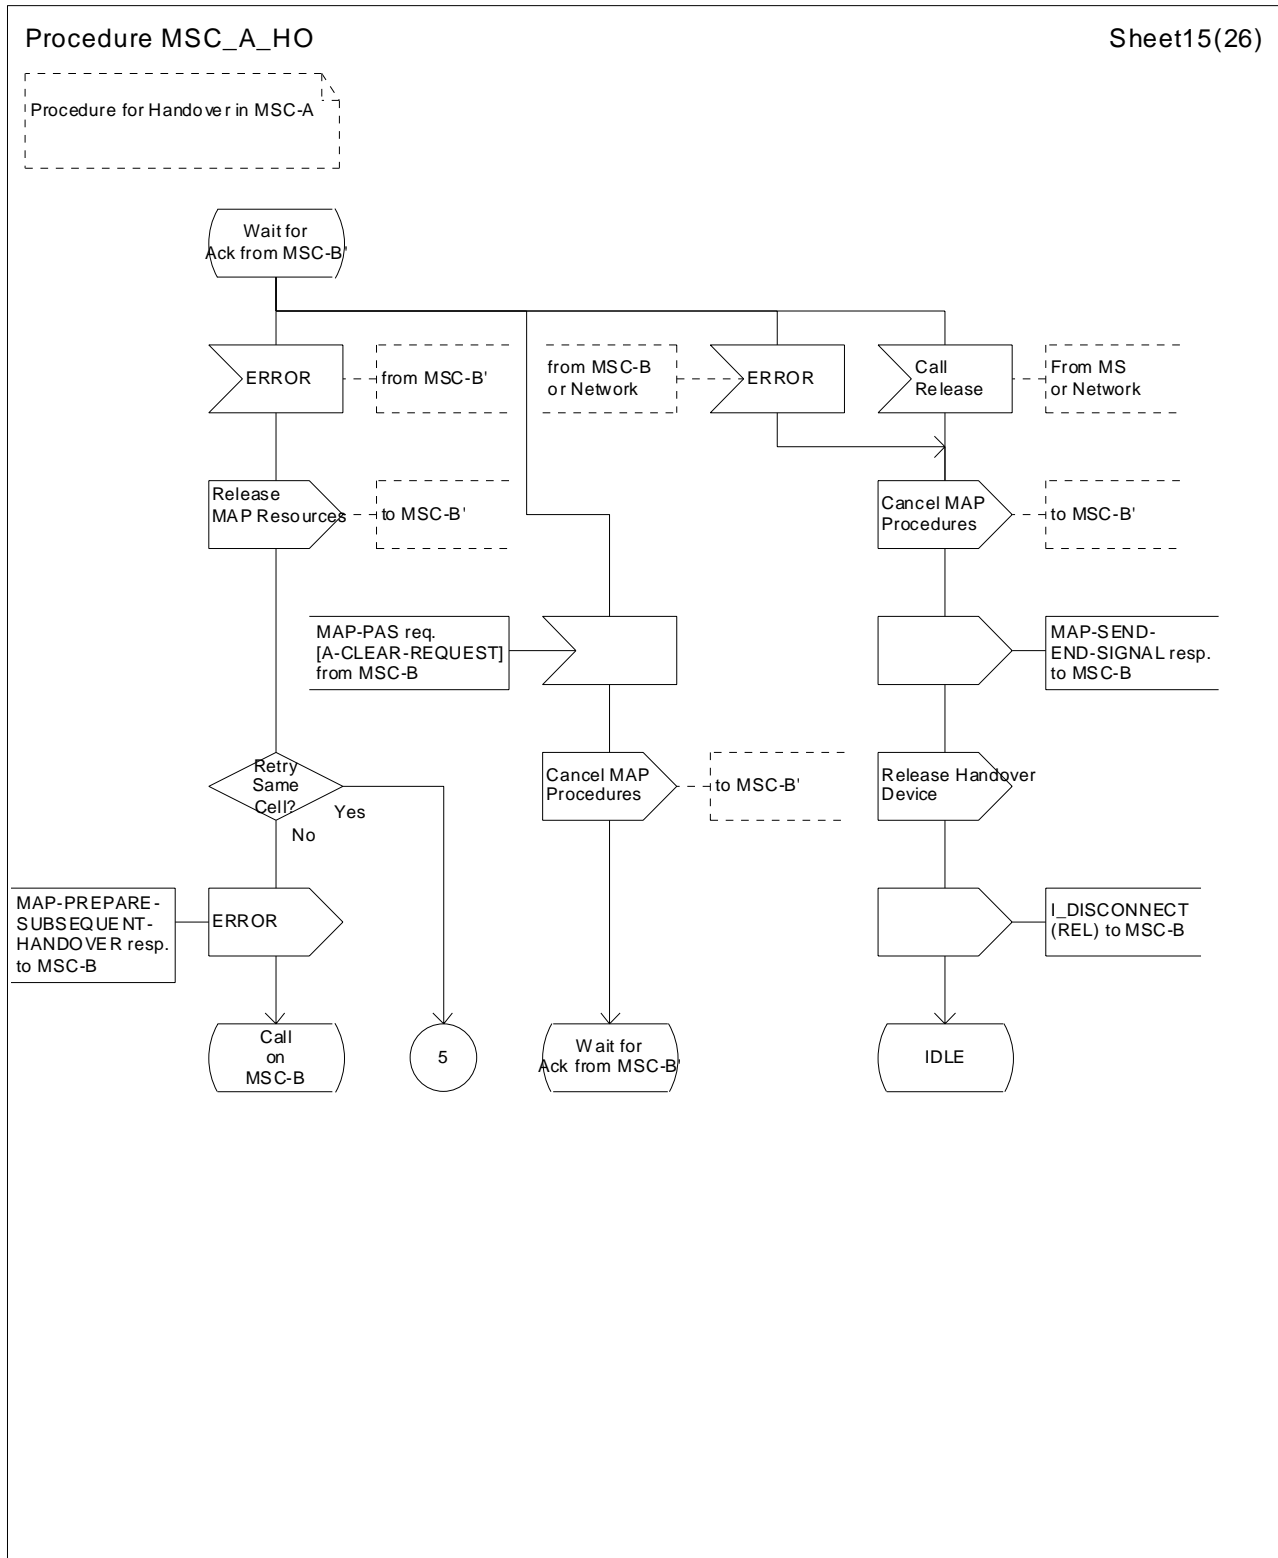 Procedure MSC_A_HO
Sheet15(26)
Procedure for Handover in MSC-A
Wait for
Ack from MSC-B'
ERROR
from MSC-B'
from MSC-B
or Network
ERROR
Call
Release
From MS
or Network
Release
MAP Resources
to MSC-B'
Cancel MAP
Procedures
to MSC-B'
MAP-PAS req.
[A-CLEAR-REQUEST]
from MSC-B
MAP-SEND-
END-SIGNAL resp.
to MSC-B
Retry
Same
Cell?
Yes
No
Cancel MAP
Procedures
to MSC-B'
Release Handover
Device
MAP-PREPARE-
SUBSEQUENT-
HANDOVER resp.
to MSC-B
ERROR
I_DISCONNECT
(REL) to MSC-B
Call
on
MSC-B
5
Wait for
Ack from MSC-B'
IDLE